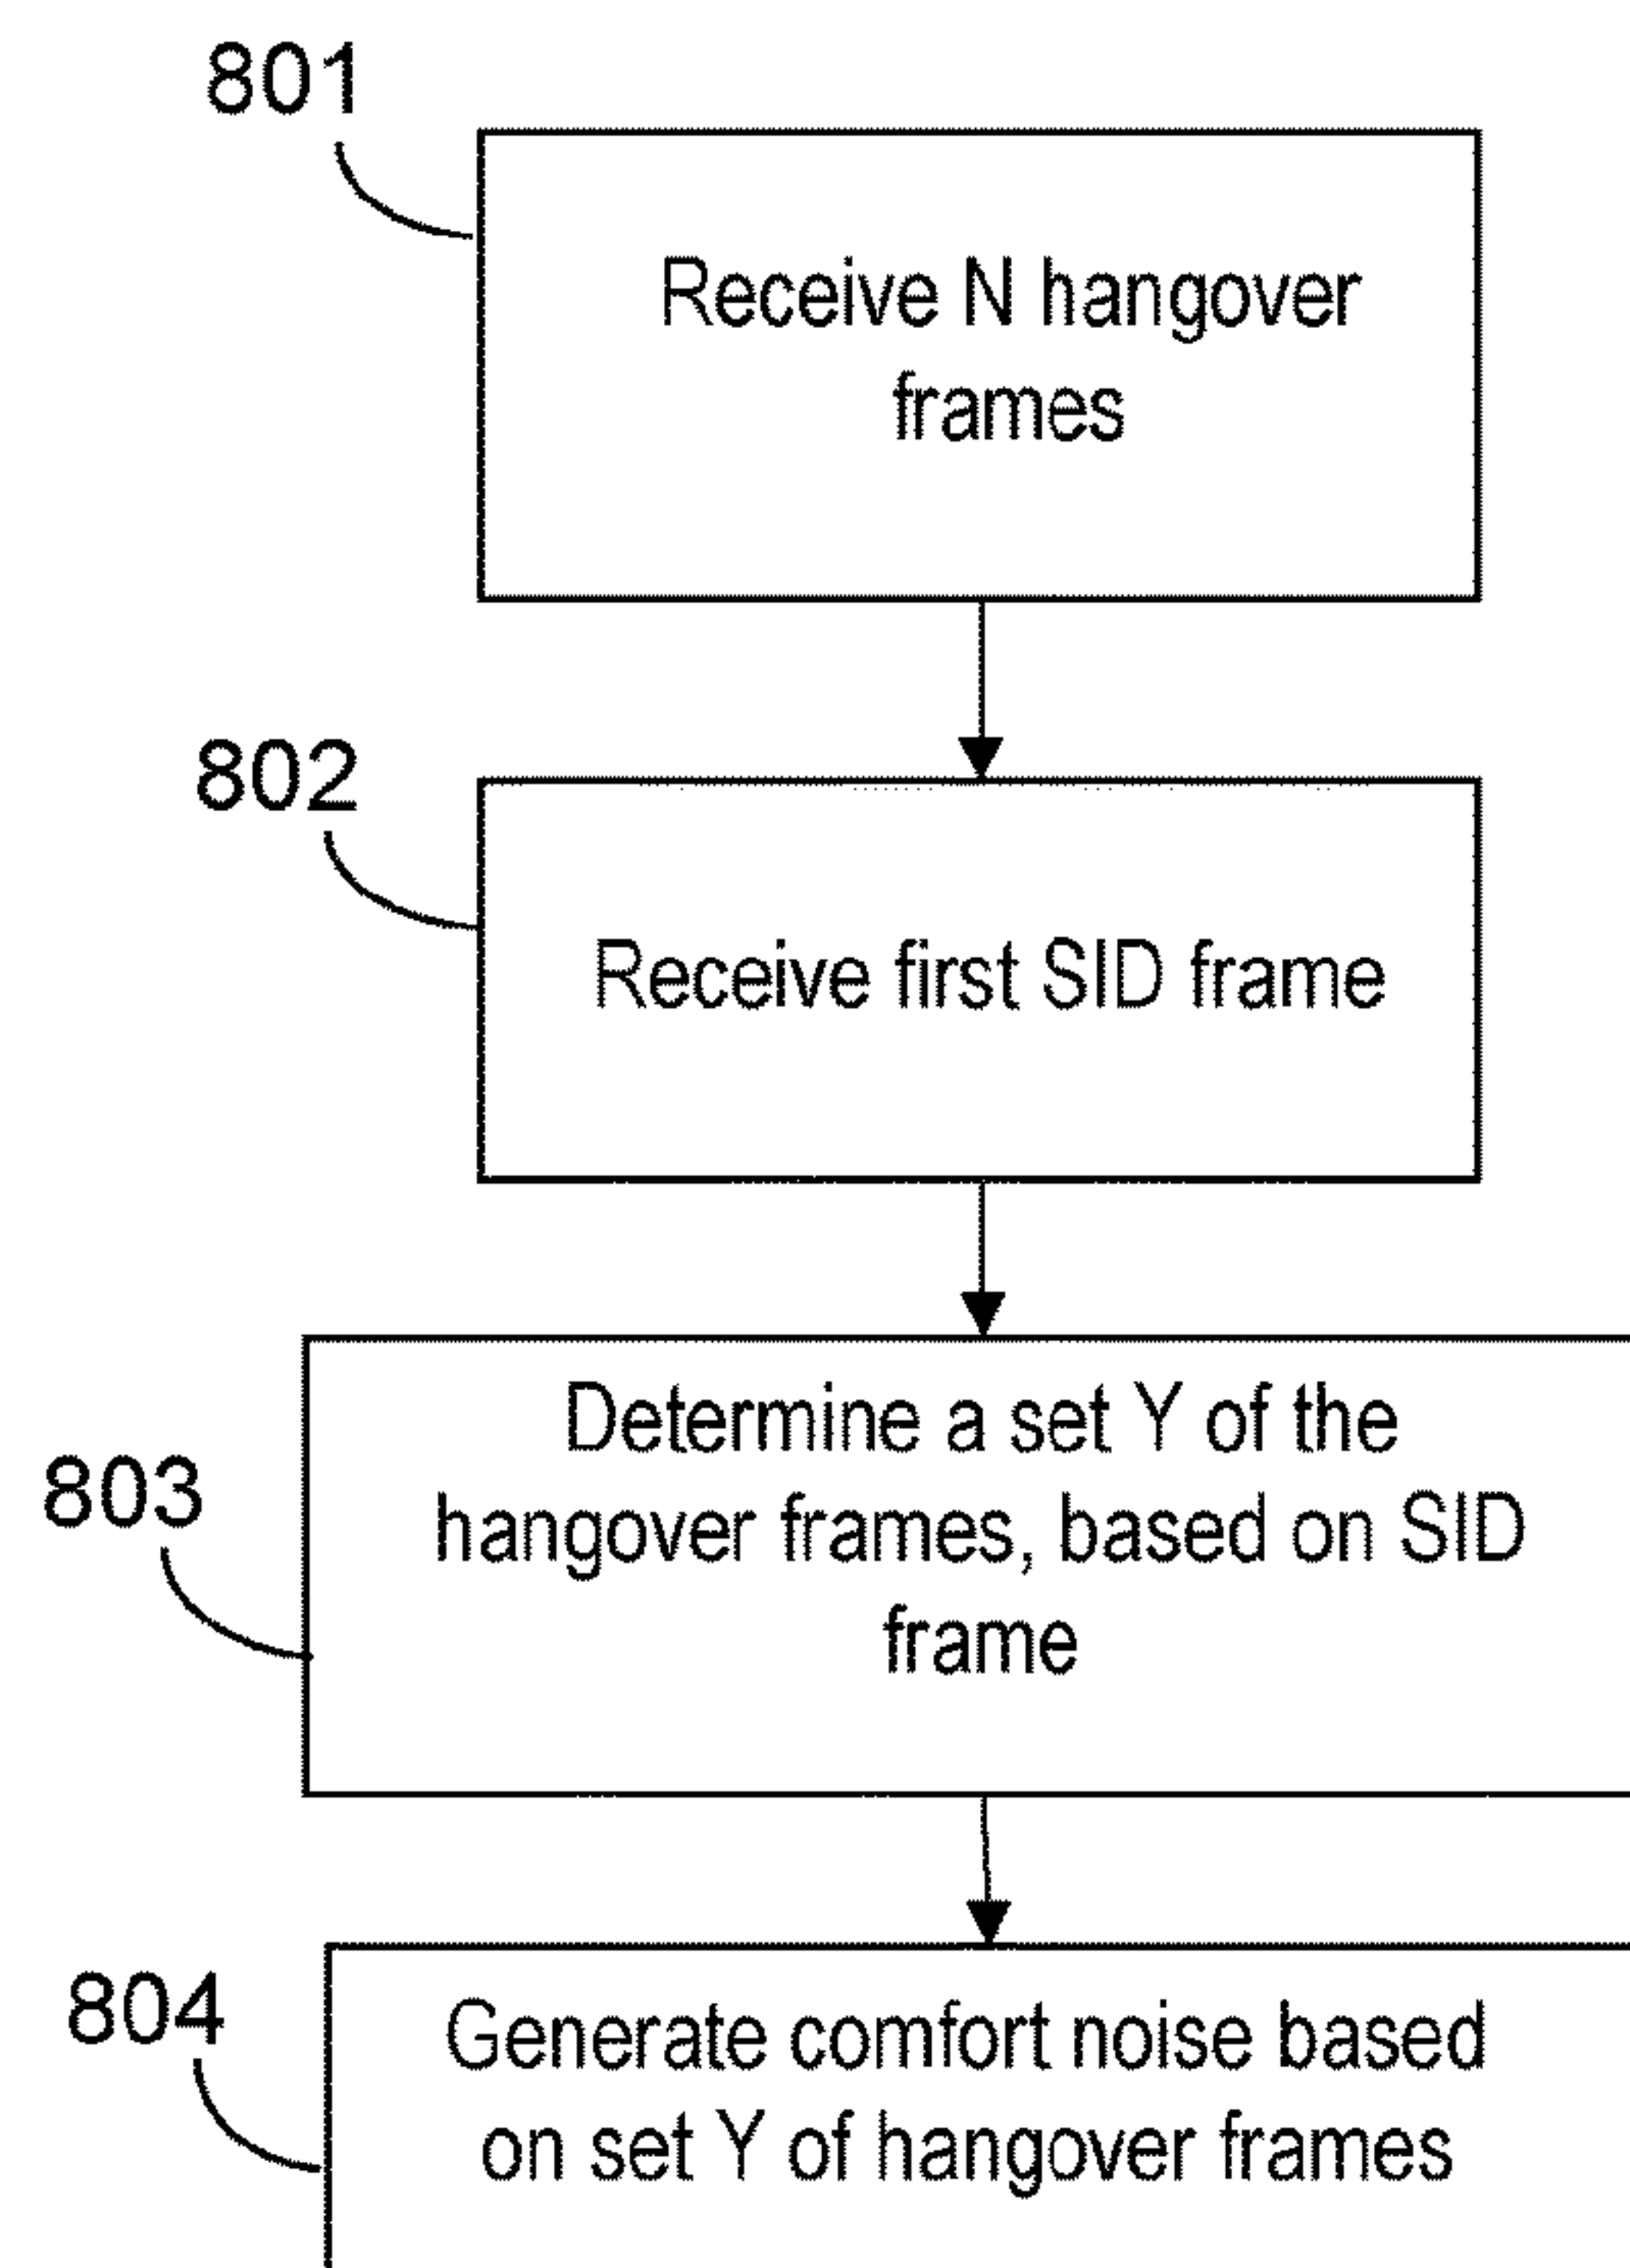 801
Receive N hangover
frames
802
Receive first SID frame
803
Determine a set Y of the
hangover frames, based on SID
frame
804
Generate comfort noise based
on set Y of hangover frames